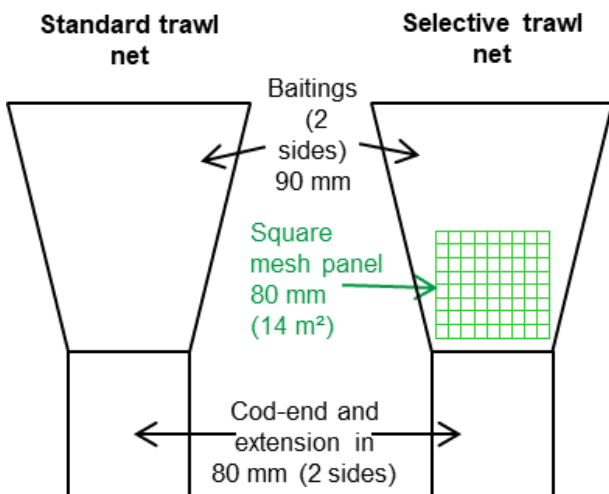 Standard trawl
net
Selective trawl
net
Baitings
(2
sides)
90 mm
Square
mesh panel
80 mm
(14 m²)
Cod-end and
extension in
80 mm (2 sides)